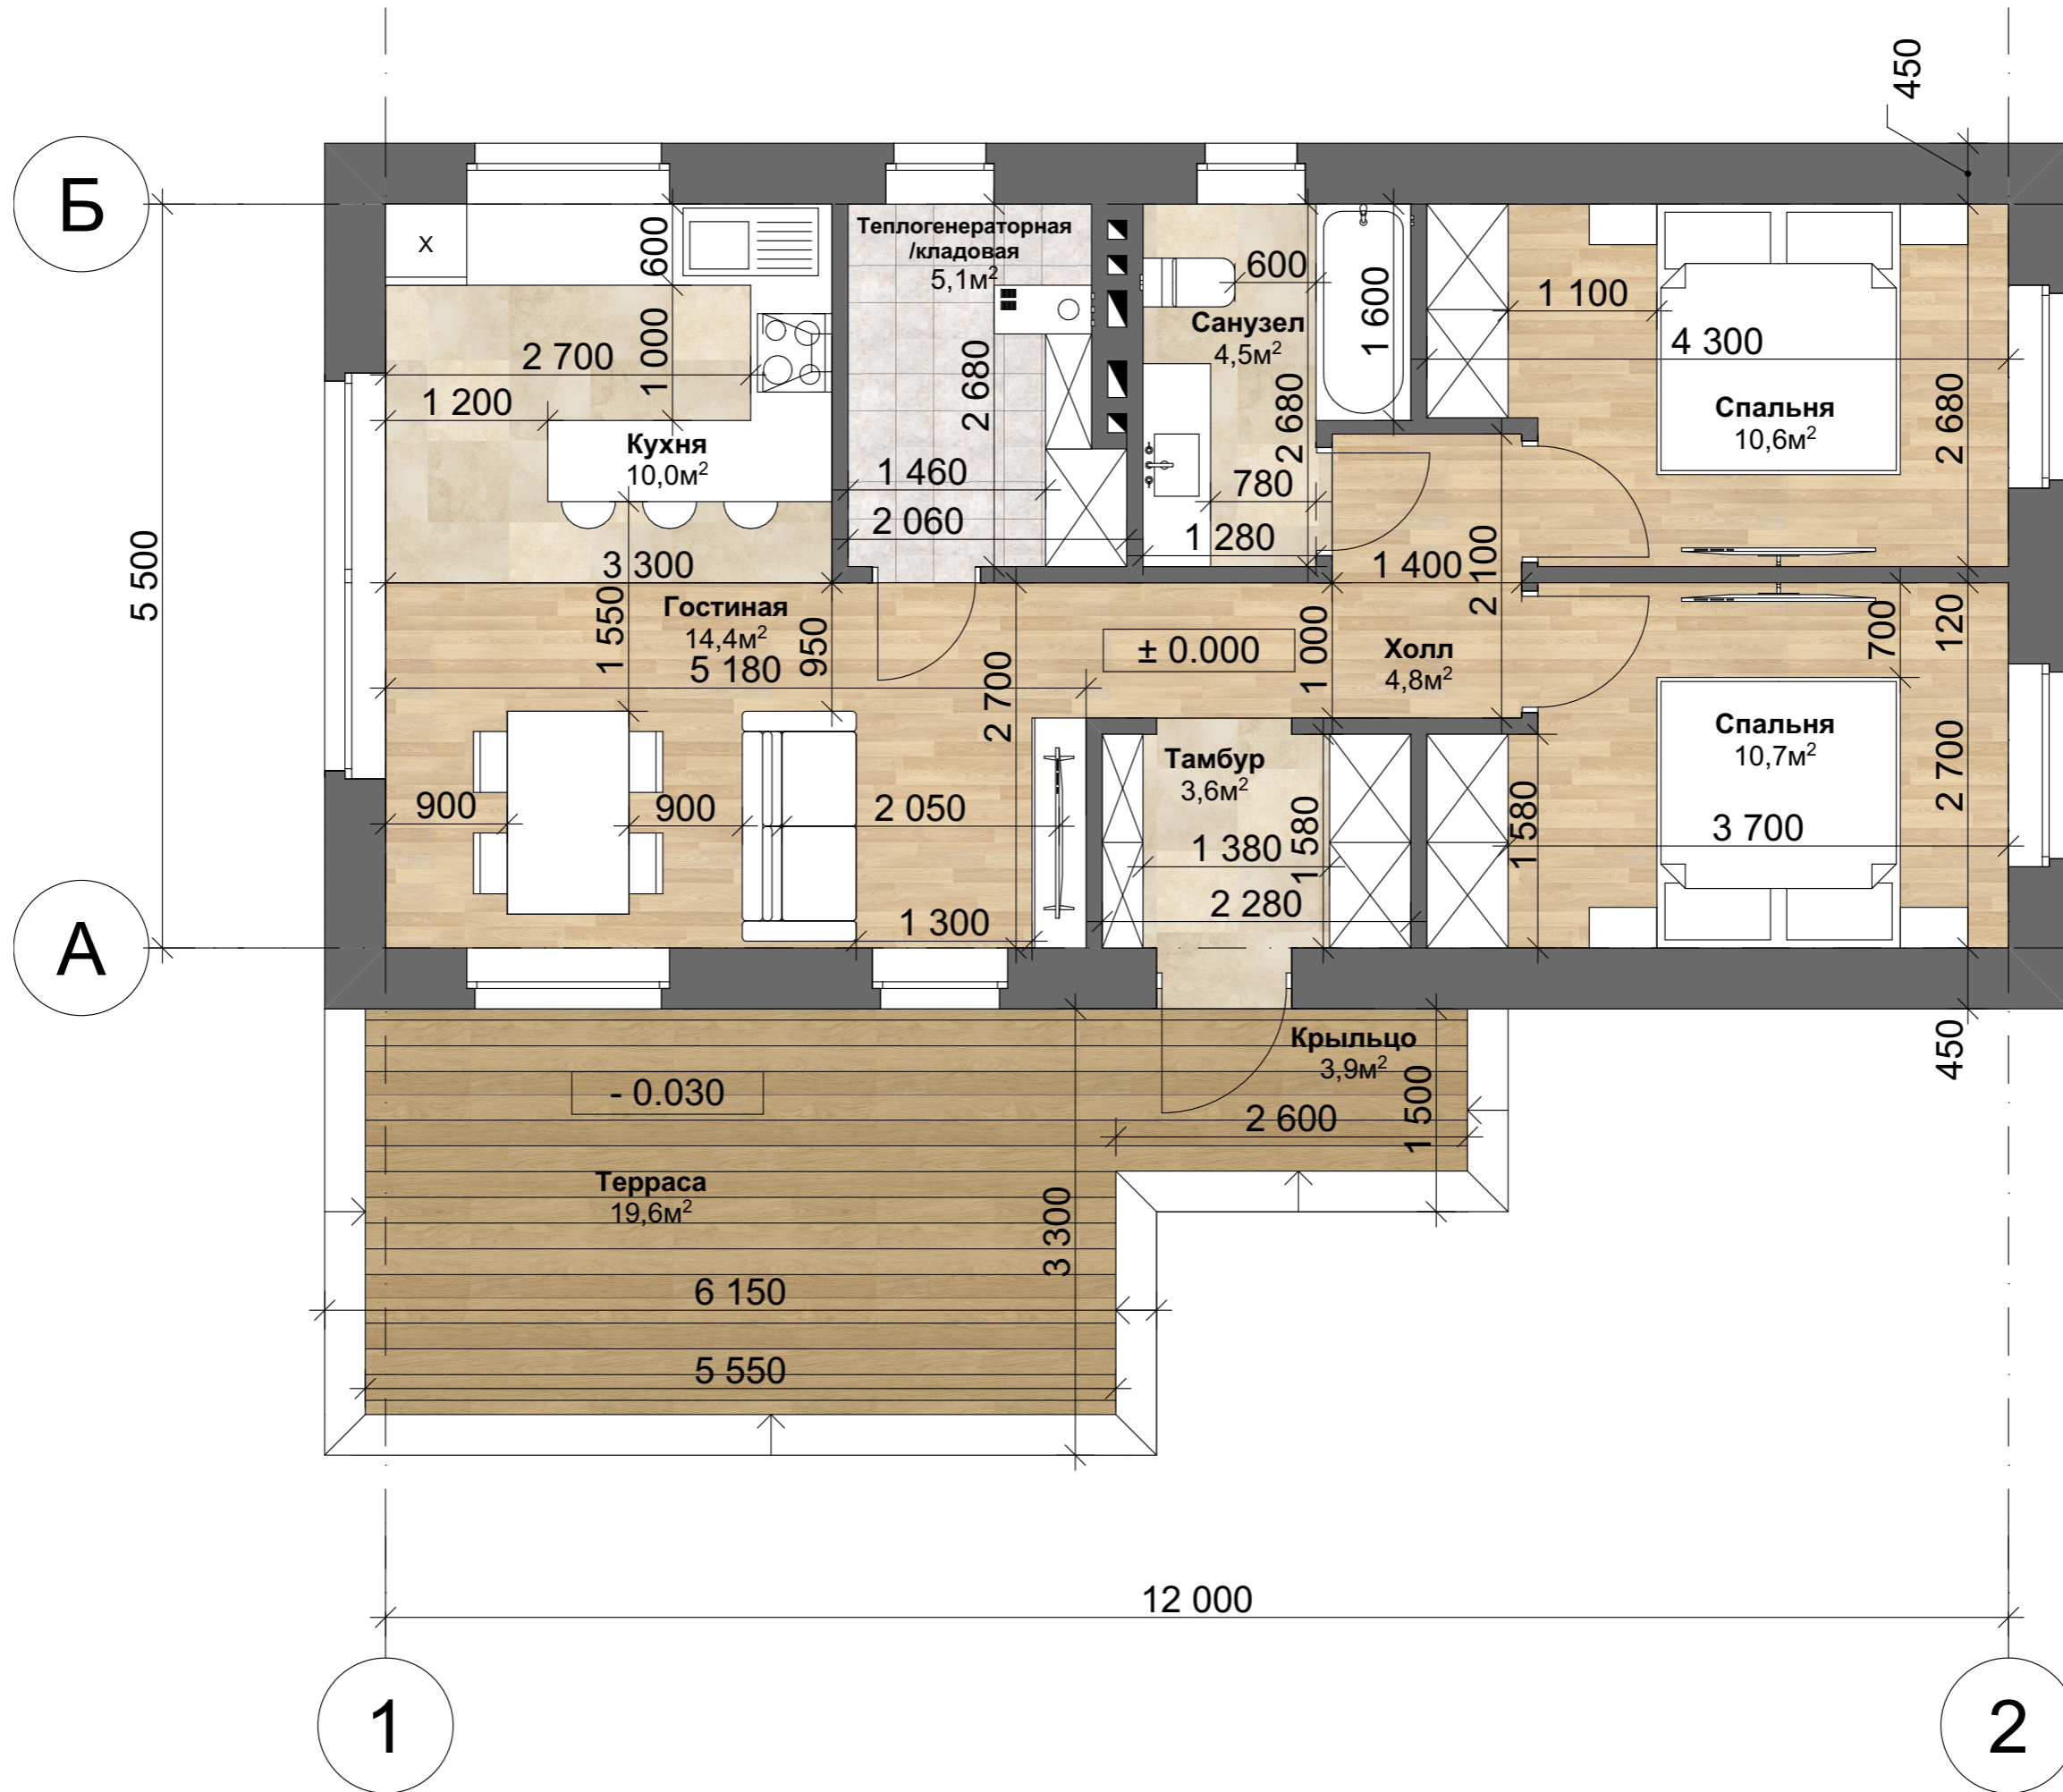 450
Б
Теплогенераторная
/кладовая
5,1м²
X
600
600
1 600
1 100
Санузел
4,5м²
4 300
2 700
1 000
2 680
2 680
2 680
1 200
Спальня
10,6м²
Кухня
10,0м²
1 460
780
2 060
1 280
2 100
5 500
3 300
1 400
Гостиная
14,4м²
1 550
950
5 180
± 0.000
1 000
Холл
4,8м²
700
120
2 700
Спальня
10,7м²
Тамбур
3,6м²
2 700
900
900
2 050
1 580
1 580
3 700
1 380
2 280
1 300
А
450
Крыльцо
3,9м²
- 0.030
1 500
2 600
Терраса
19,6м²
3 300
6 150
5 550
12 000
1
2